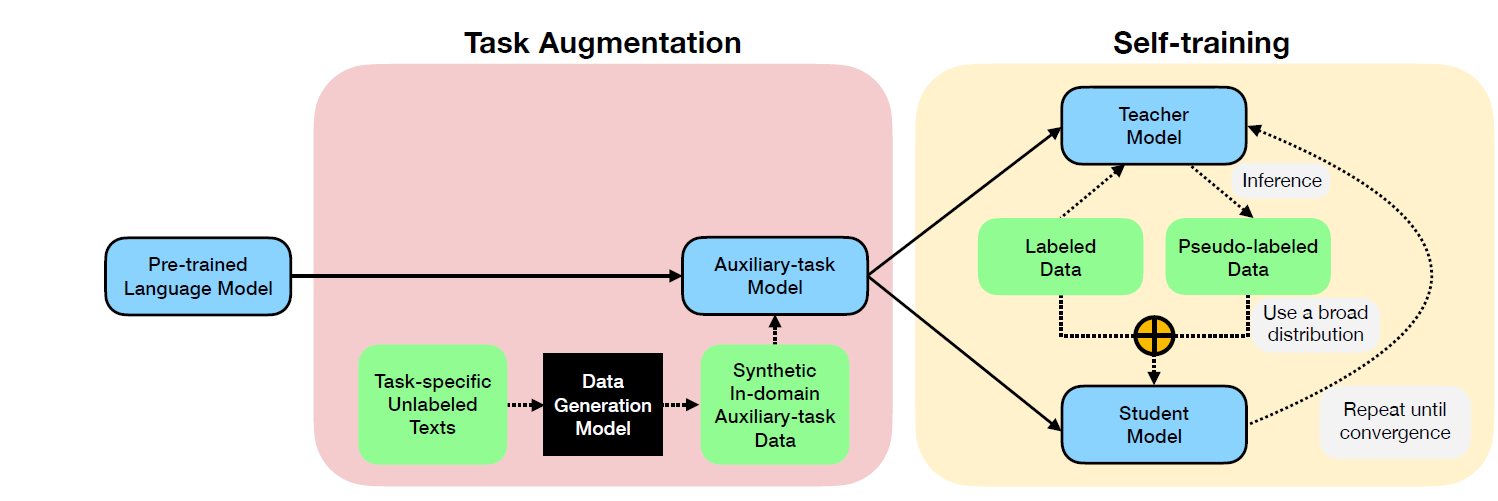 Task Augmentation
Self-training
Pre-trained
Language Model
Auxiliary-task
Model
Task-specific
Unlabeled
Texts
Data
Generation
Model
Synthetic
In-domain
Auxiliary-task
Data
Teacher
Model
Inference
Labeled
Data
Pseudo-labeled
Data
Use a broad
distribution
Student
Model
Repeat until
convergence